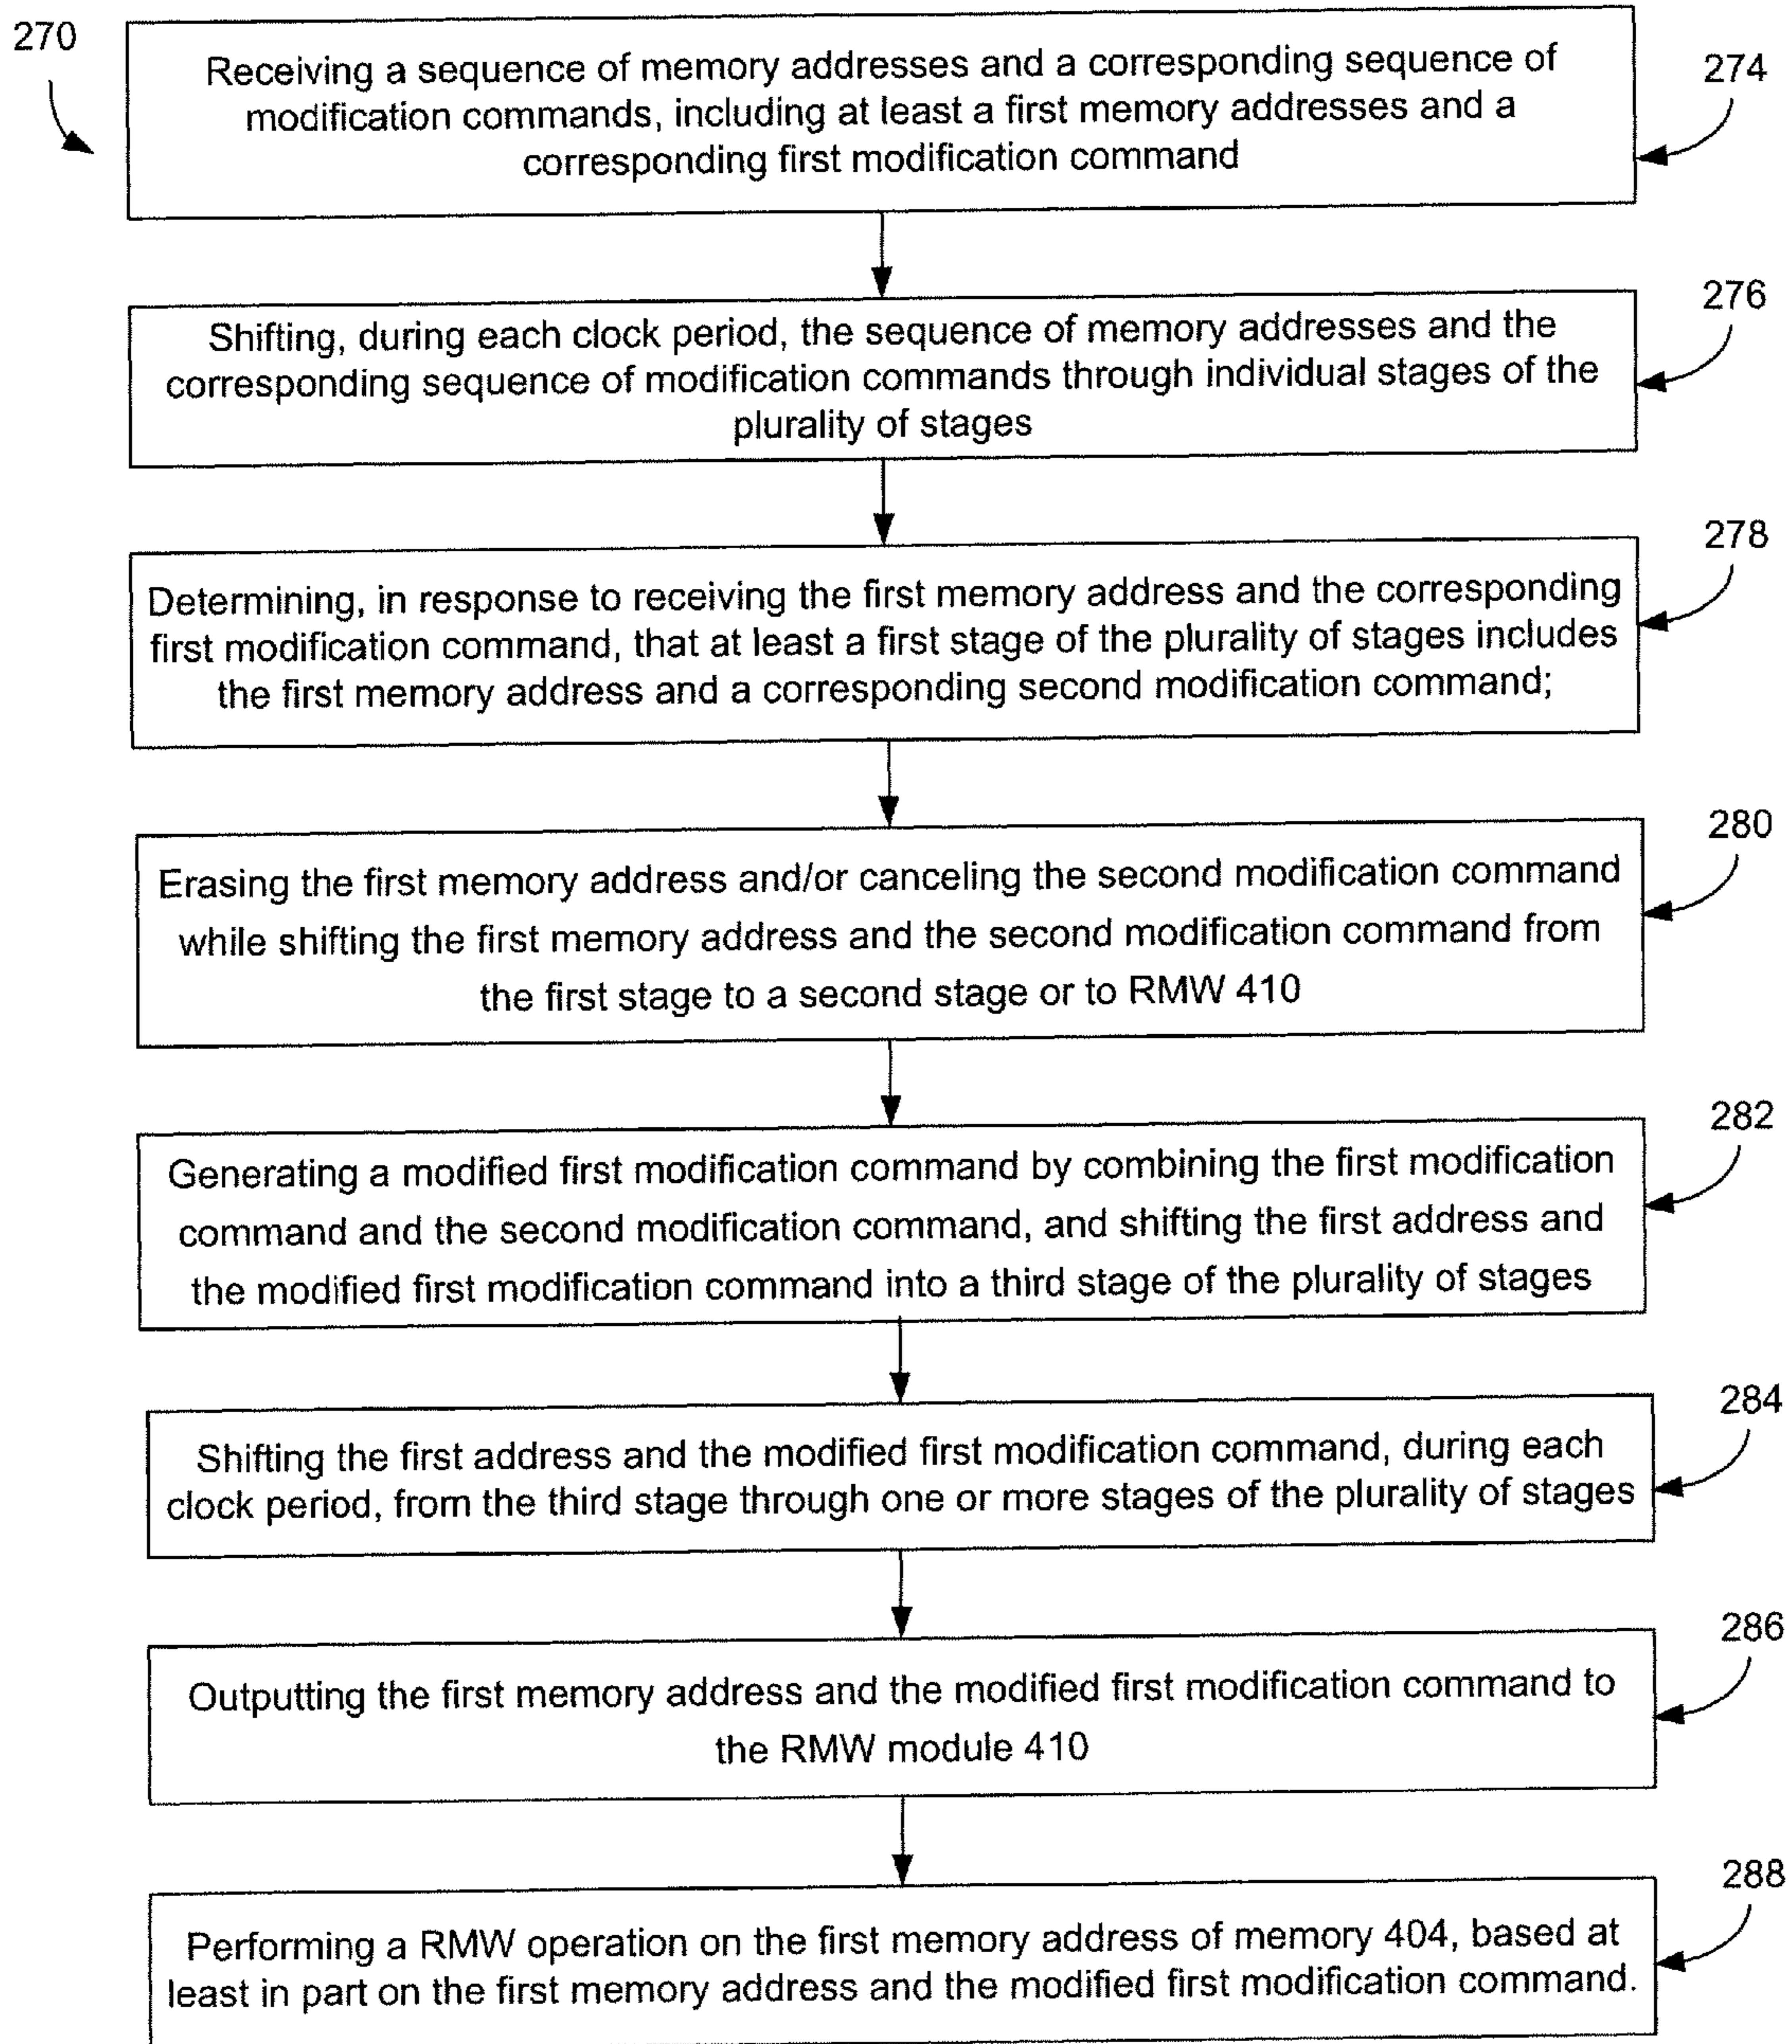 270
Receiving a sequence of memory addresses and a corresponding sequence of
modification commands, including at least a first memory addresses and a
corresponding first modification command
274
Shifting, during each clock period, the sequence of memory addresses and the
corresponding sequence of modification commands through individual stages of the
plurality of stages
276
Determining, in response to receiving the first memory address and the corresponding
first modification command, that at least a first stage of the plurality of stages includes
the first memory address and a corresponding second modification command;
278
Erasing the first memory address and/or canceling the second modification command
while shifting the first memory address and the second modification command from
the first stage to a second stage or to RMW 410
280
Generating a modified first modification command by combining the first modification
command and the second modification command, and shifting the first address and
the modified first modification command into a third stage of the plurality of stages
282
Shifting the first address and the modified first modification command, during each
clock period, from the third stage through one or more stages of the plurality of stages
284
Outputting the first memory address and the modified first modification command to
the RMW module 410
286
Performing a RMW operation on the first memory address of memory 404, based at
least in part on the first memory address and the modified first modification command.
288